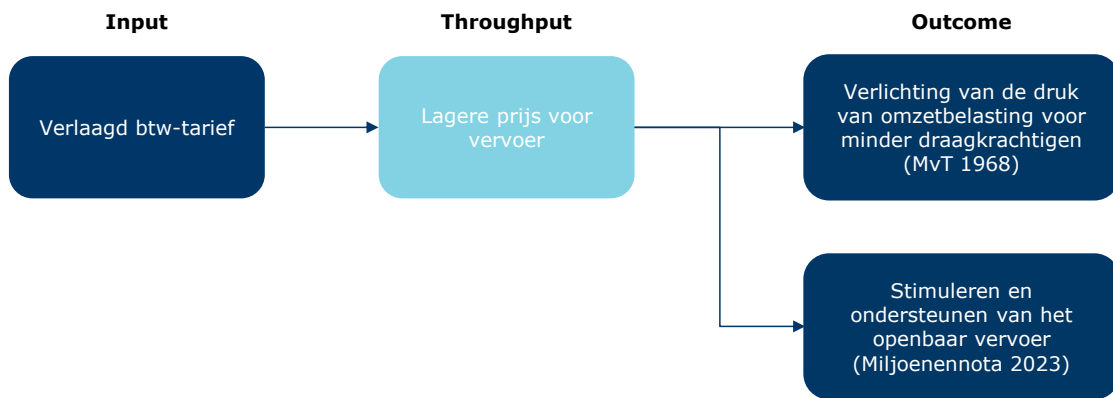 Input
Throughput
Outcome
Verlaagd btw-tarief
Lagere prijs voor
vervoer
Verlichting van de druk
van omzetbelasting voor
minder draagkrachtigen
(MvT 1968)
Stimuleren en
ondersteunen van het
openbaar vervoer
(Miljoenennota 2023)